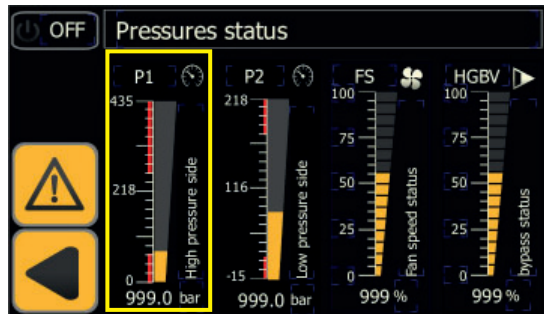 OFF Pressures status
P1 P2 FS HGBV
435 218 100 100
75 75
218 116 50 50
25 25
0 -15 0 0
High pressure side
Low pressure side
Fan speed status
bypass status
999.0 bar 999.0 bar 999 % 999 %